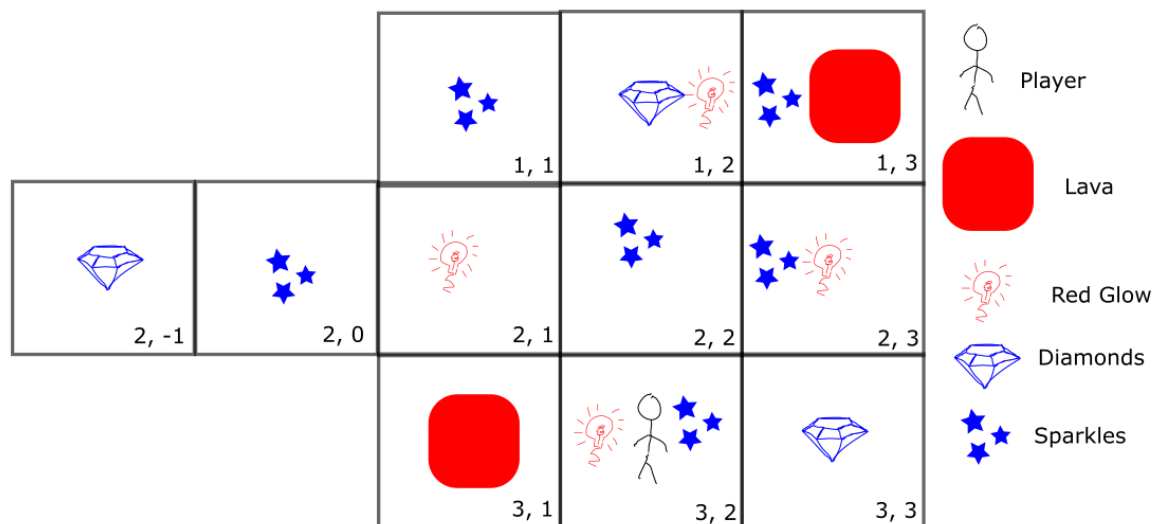 1, 1
1, 2
1, 3
Player
Lava
2, -1
2, 0
2, 1
2, 2
2, 3
Red Glow
Diamonds
Sparkles
3, 1
3, 2
3, 3